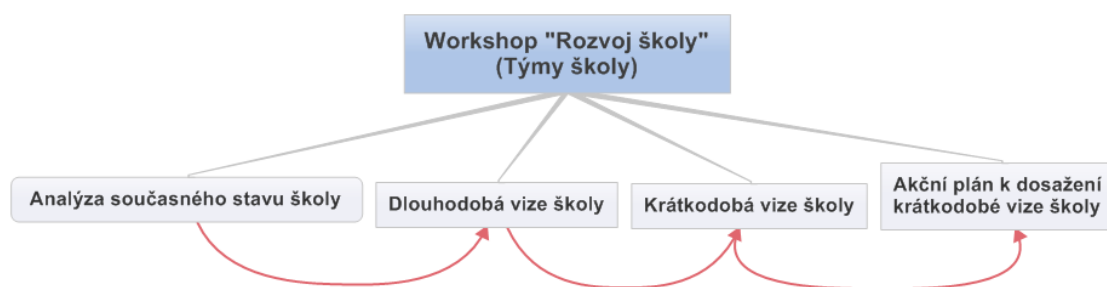 Workshop "Rozvoj školy"
(Týmy školy)
Analýza současného stavu školy
Dlouhodobá vize školy
Krátkodobá vize školy
Akční plán k dosažení
krátkodobé vize školy